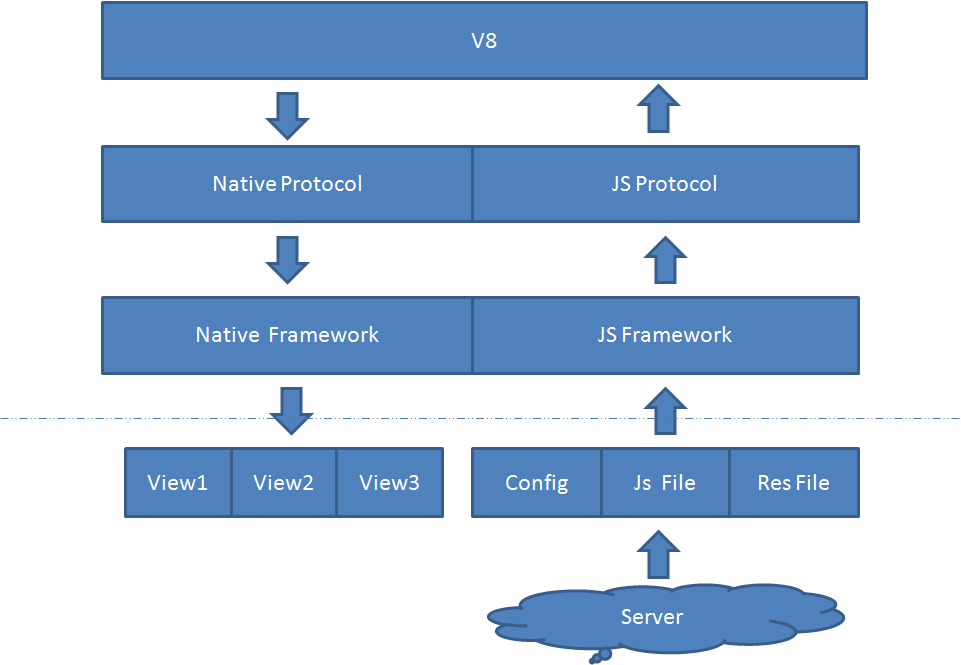 V8
Native Protocol
JS Protocol
Native Framework
JS Framework
View1
View2
View3
Config
Js File
Res File
Server